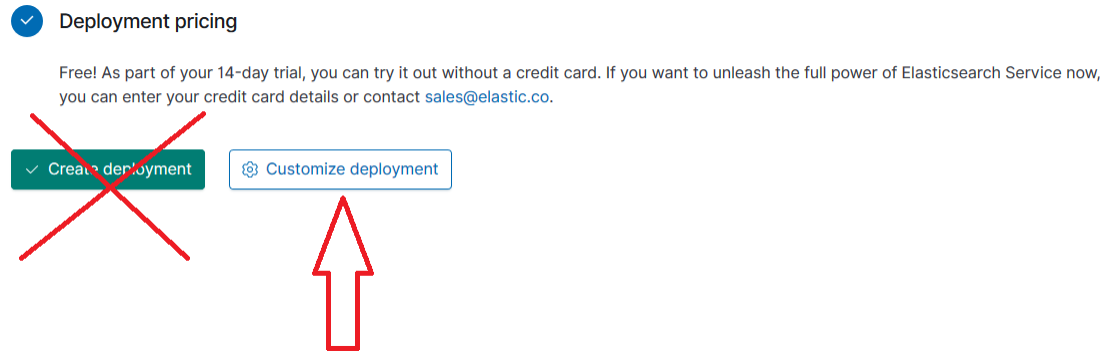 Deployment pricing
Free! As part of your 14-day trial, you can try it out without a credit card. If you want to unleash the full power of Elasticsearch Service now,
you can enter your credit card details or contact sales@elastic.co.
Create deployment
Customize deployment